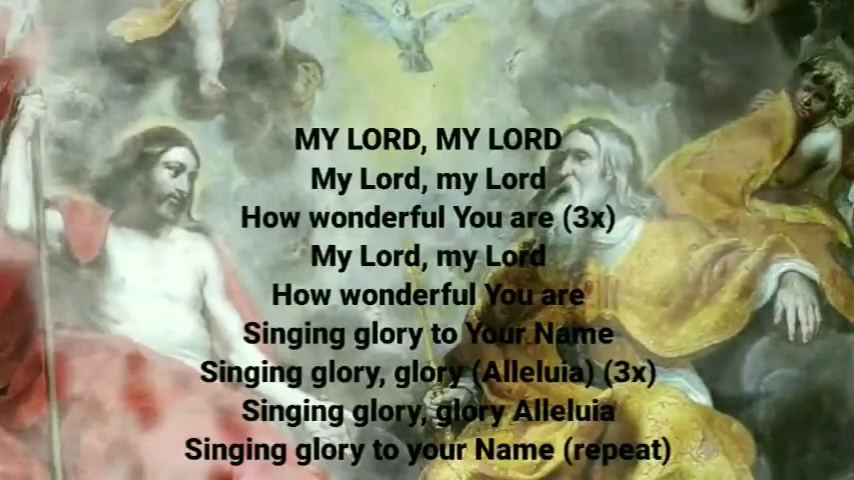 MY LORD, MY LORD
My Lord, my Lord
How wonderful You are (3x)
My Lord, my Lord
How wonderful You are
Singing glory to Your Name
Singing glory, glory (Alleluia) (3x)
Singing glory, glory Alleluia
Singing glory to your Name (repeat)